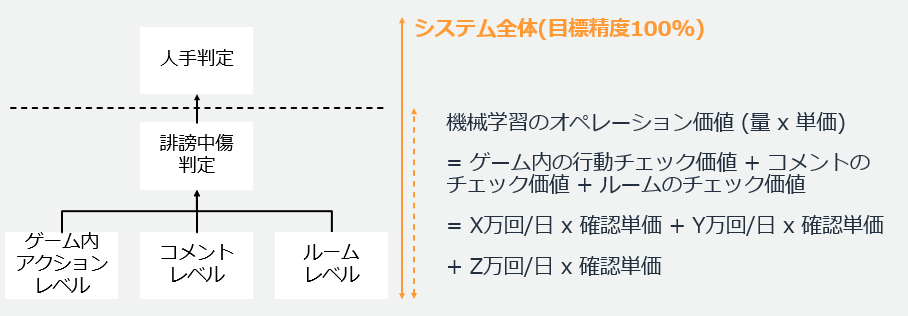 システム全体(目標精度100%)
人手判定
誹謗中傷
判定
ゲーム内
アクション
レベル
コメント
レベル
ルーム
レベル
機械学習のオペレーション価値 (量 x 単価)
= ゲーム内の行動チェック価値 + コメントの
チェック価値 + ルームのチェック価値
= X万回/日 x 確認単価 + Y万回/日 x 確認単価
+ Z万回/日 x 確認単価